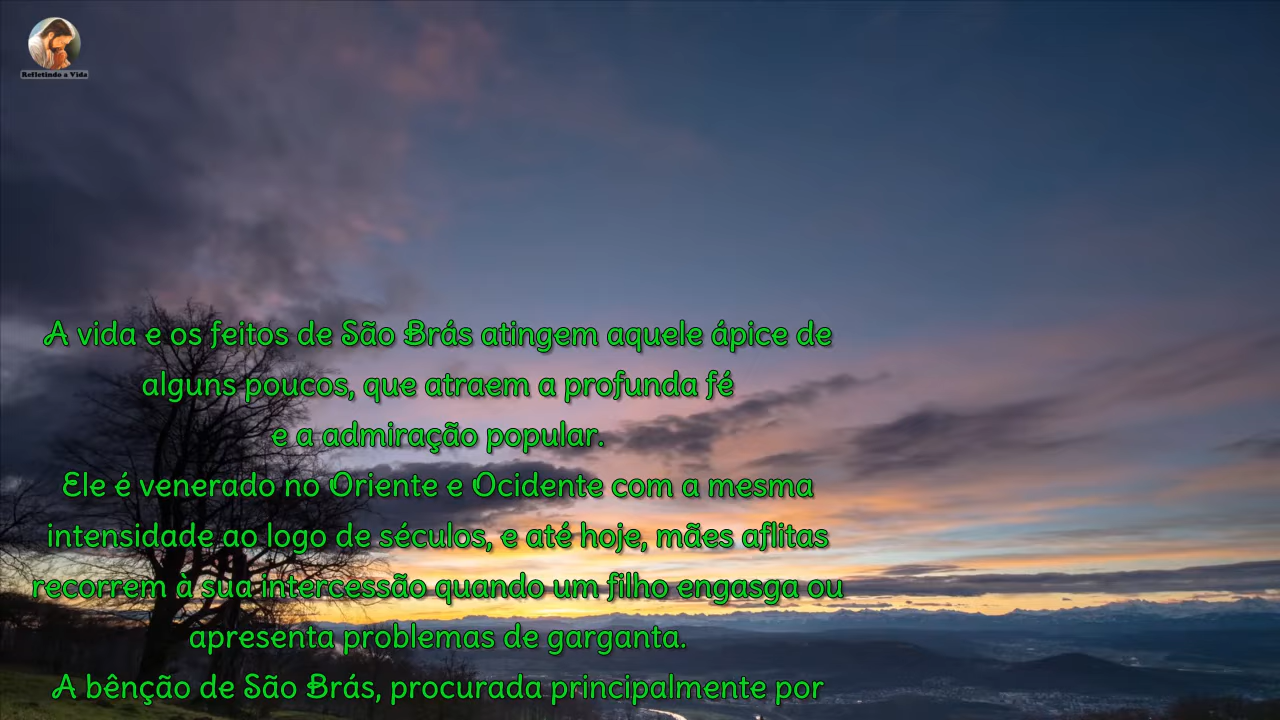 Refletindo a Vida
A vida e os feitos de São Brás atingem aquele ápice de
alguns poucos, que atraem a profunda fé
e a admiração popular.
Ele é venerado no Oriente e Ocidente com a mesma
intensidade ao logo de séculos, e até hoje, mães aflitas
recorrem à sua intercessão quando um filho engasga ou
apresenta problemas de garganta.
A bênção de São Brás, procurada principalmente por